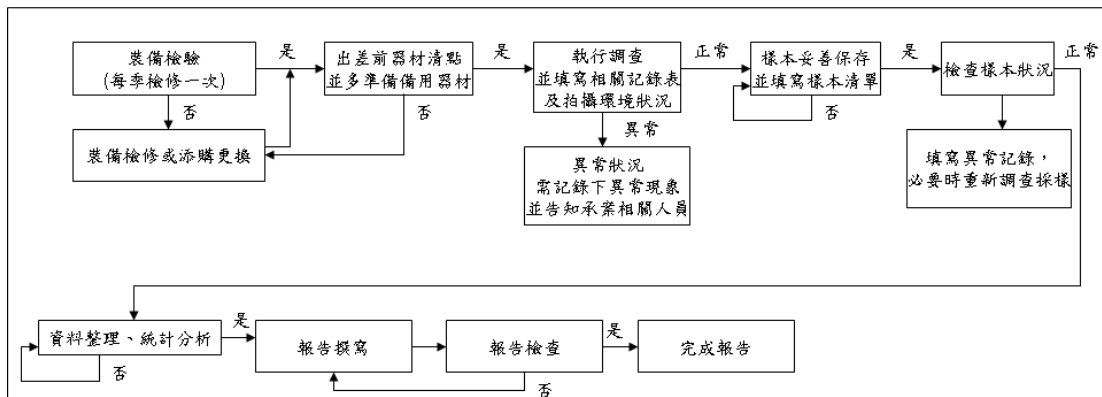 裝備檢驗
(每季檢修一次)
是
出差前器材清點
並多準備備用器材
是
執行調查
並填寫相關記錄表
及拍攝環境狀況
正常
樣本妥善保存
並填寫樣本清單
是
檢查樣本狀況
正常
否
裝備檢修或添購更換
否
異常
異常狀況
需記錄下異常現象
並告知承業相關人員
否
填寫異常記錄，
必要時重新調查採樣
資料整理、統計分析
是
否
報告撰寫
報告檢查
是
否
完成報告